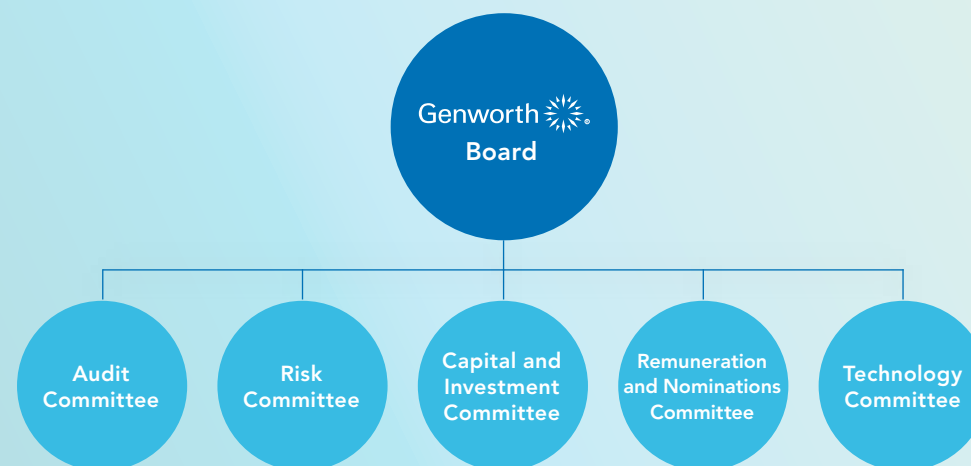 Genworth ®
Board
Audit
Committee
Risk
Committee
Capital and
Investment
Committee
Remuneration
and Nominations
Committee
Technology
Committee